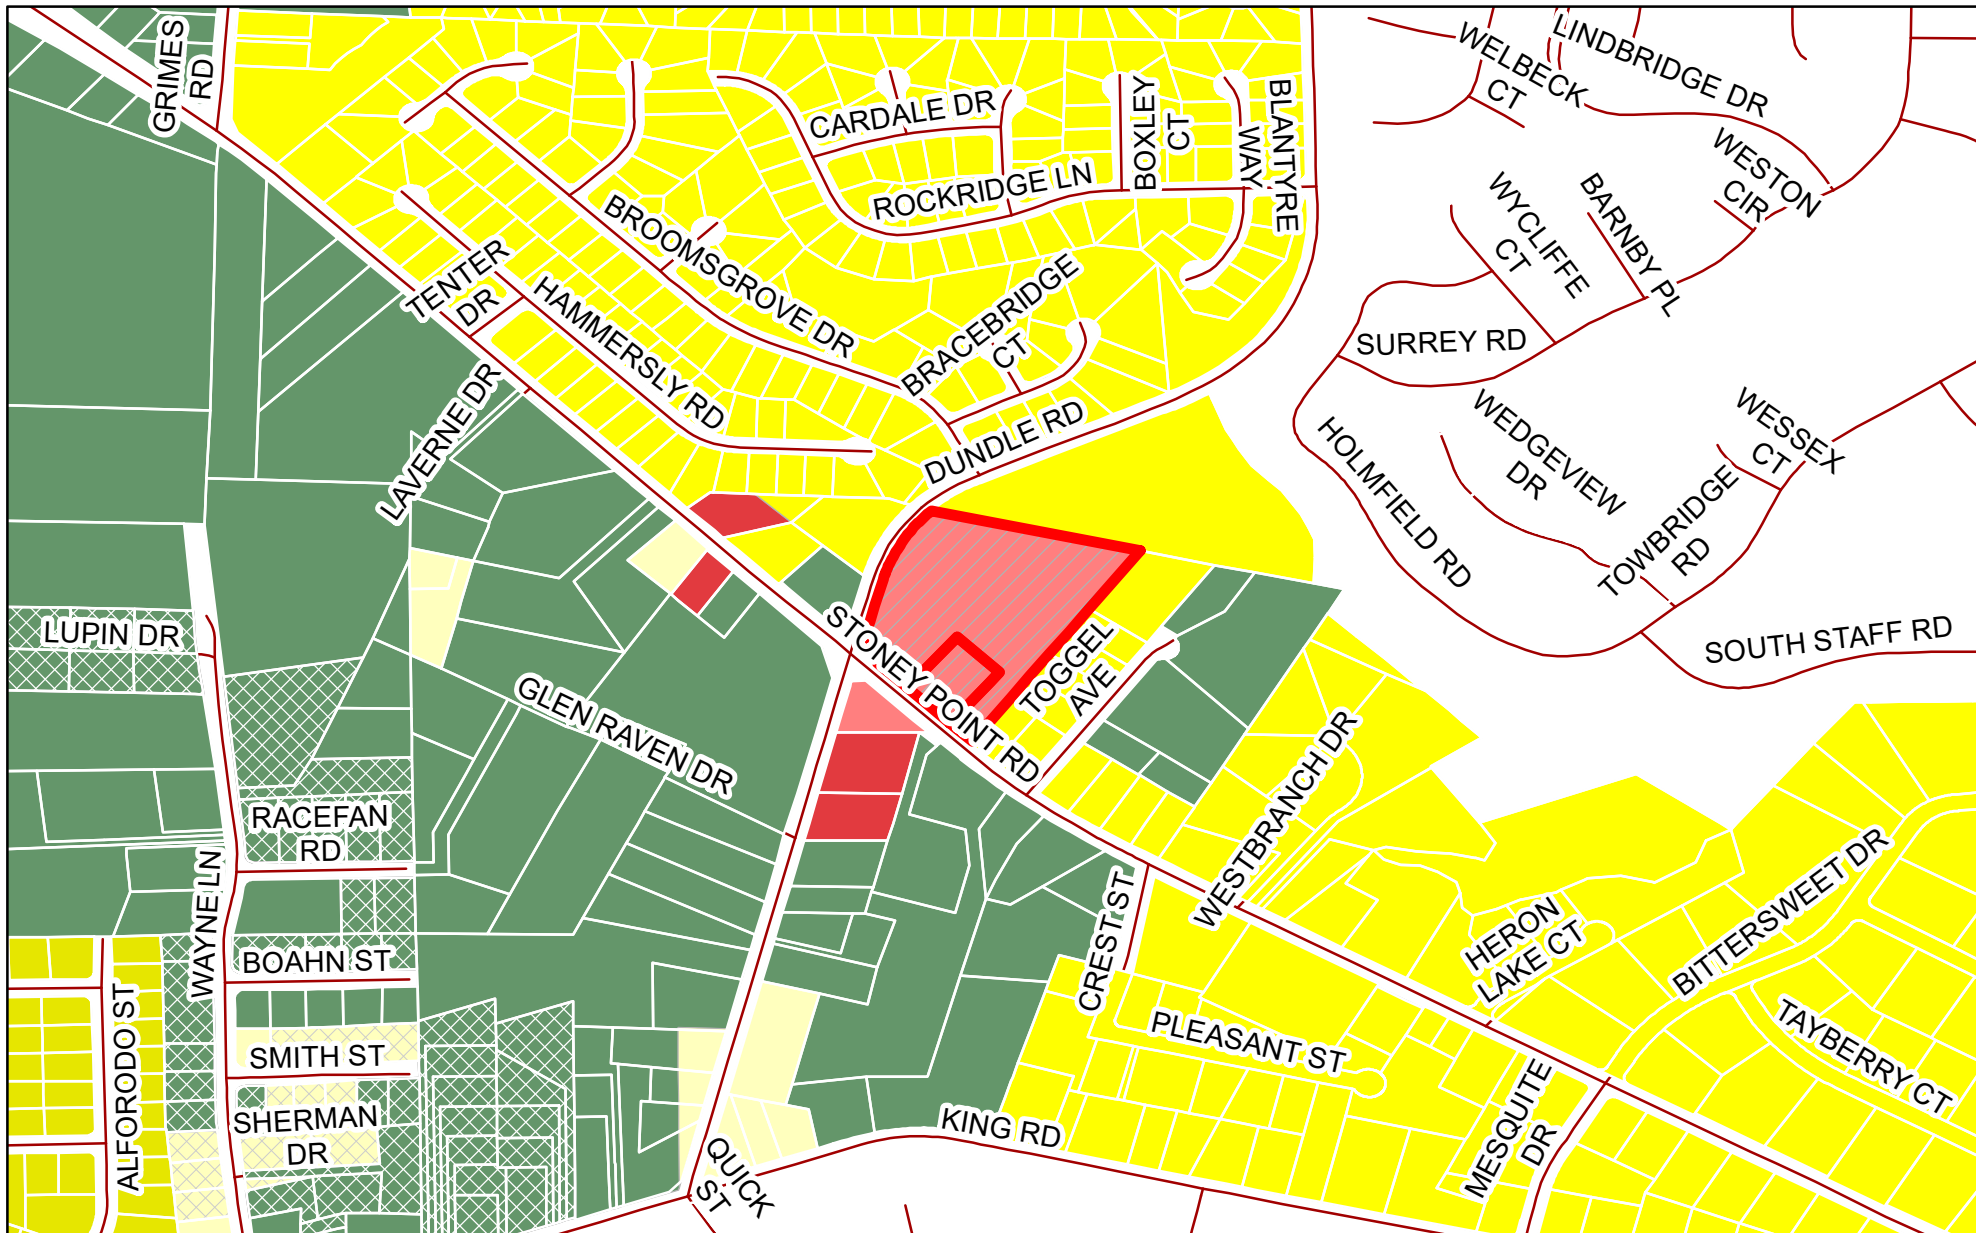 GRIMES
RD
CARDALE DR
BOXLEY
CT
BLANTYRE
WAY
ROCKRIDGE LN
WELBECK
CT
LINDBRIDGE DR
WESTON
CIR
WYCLIFFE
CT
BARNBY PL
SURREY RD
BROOMSGROVE DR
TENTER
DR
HAMMERSLY RD
BRACEBRIDGE
CT
DUNDLE RD
LAVERNE DR
HOLMFIELD RD
WEDGEVIEW
DR
WESSEX
CT
TOWBRIDGE
RD
SOUTH STAFF RD
LUPIN DR
STONEY POINT RD
TOGGEL
AVE
GLEN RAVEN DR
WESTBRANCH DR
RACEFAN
RD
WAYNE LN
BOAHN ST
CREST ST
HERON
LAKE CT
BITTERSWEET DR
TAYBERRY CT
ALFORODO ST
SMITH ST
PLEASANT ST
SHERMAN
DR
KING RD
QUICK
ST
MESQUITE
DR